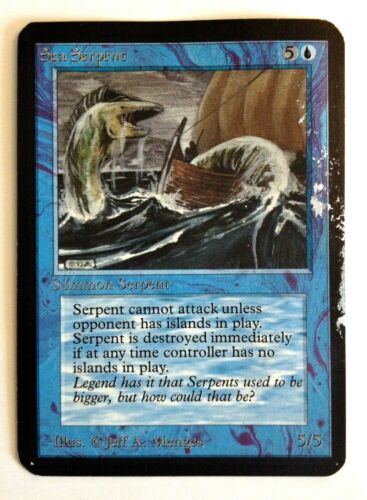 Sea Serpent 5
Summon Serpent
Serpent cannot attack unless
opponent has islands in play.
Serpent is destroyed immediately
if at any time controller has no
islands in play.
Legend has it that Serpents used to be
bigger, but how could that be?
Illus. © Jeff A. Menges 5/5